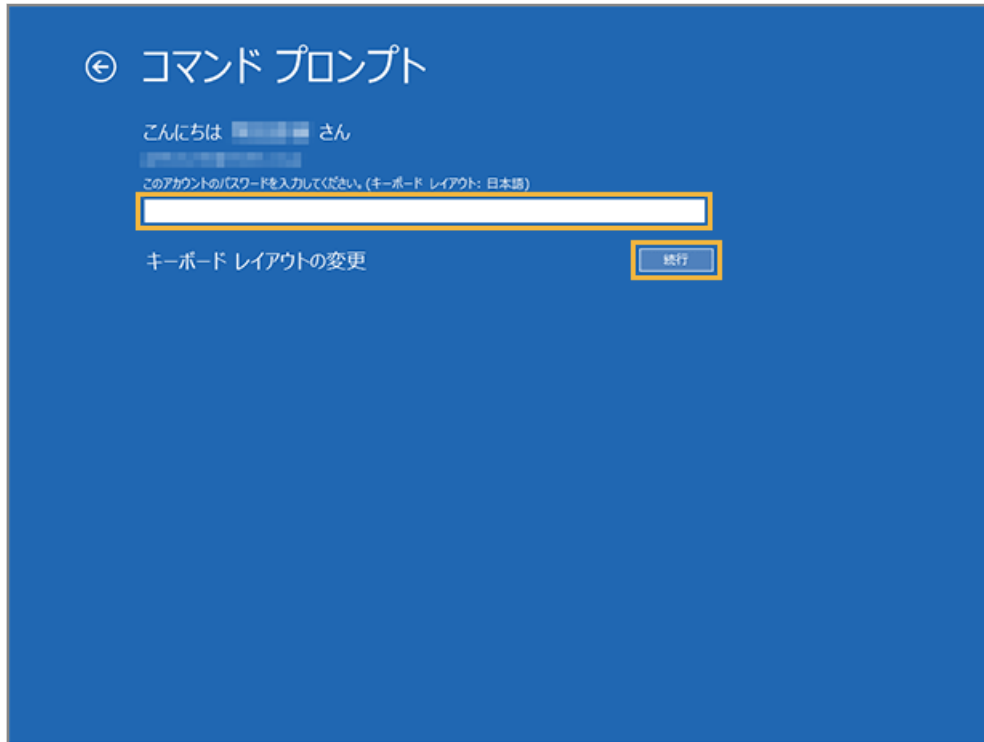 コマンド プロンプト
こんにちは さん
このアカウントのパスワードを入力してください。(キーボード レイアウト: 日本語)
キーボード レイアウトの変更
続行